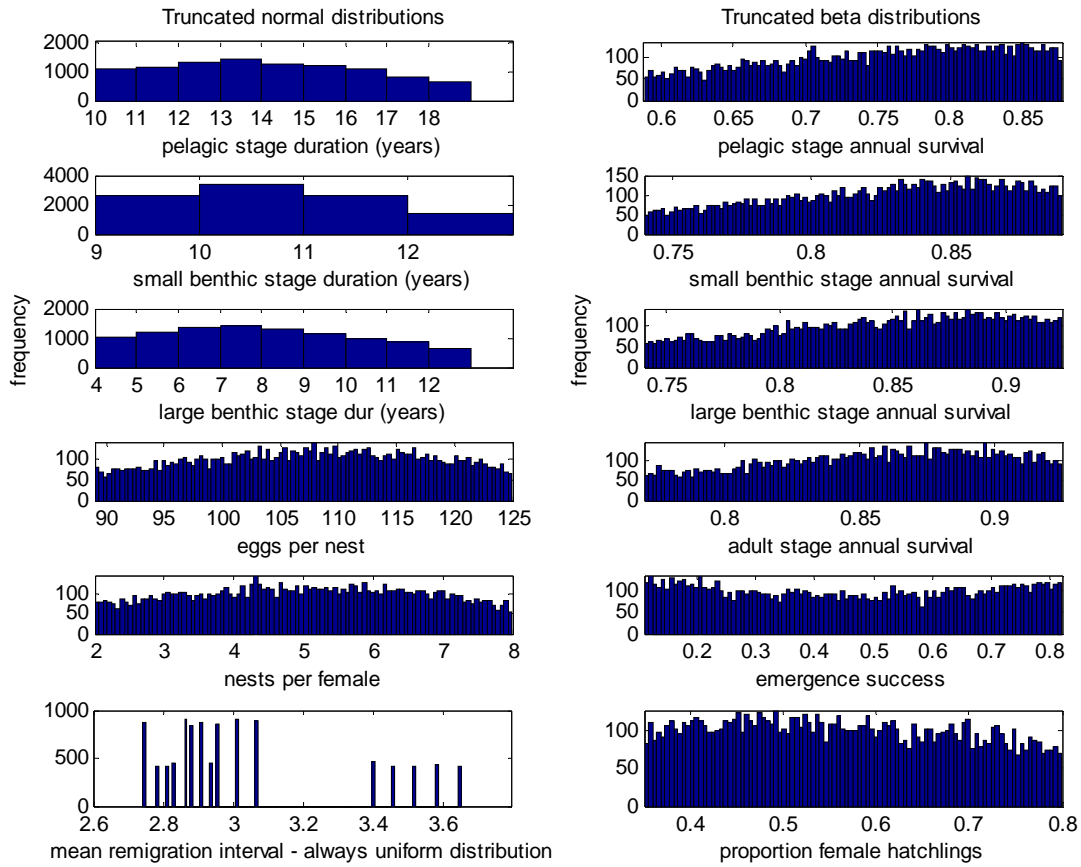 Truncated normal distributions
2000
1000
0
10 11 12 13 14 15 16 17 18
pelagic stage duration (years)
4000
2000
0
9 10 11 12
small benthic stage duration (years)
frequency
2000
1000
0
4 5 6 7 8 9 10 11 12
large benthic stage dur (years)
100
50
0
90 95 100 105 110 115 120 125
eggs per nest
100
50
0
2 3 4 5 6 7 8
nests per female
1000
500
0
2.6 2.8 3 3.2 3.4 3.6
mean remigration interval - always uniform distribution
Truncated beta distributions
100
50
0
0.6 0.65 0.7 0.75 0.8 0.85
pelagic stage annual survival
150
100
50
0
0.75 0.8 0.85
small benthic stage annual survival
frequency
100
50
0
0.75 0.8 0.85 0.9
large benthic stage annual survival
100
50
0
0.8 0.85 0.9
adult stage annual survival
100
50
0
0.2 0.3 0.4 0.5 0.6 0.7 0.8
emergence success
100
50
0
0.4 0.5 0.6 0.7 0.8
proportion female hatchlings